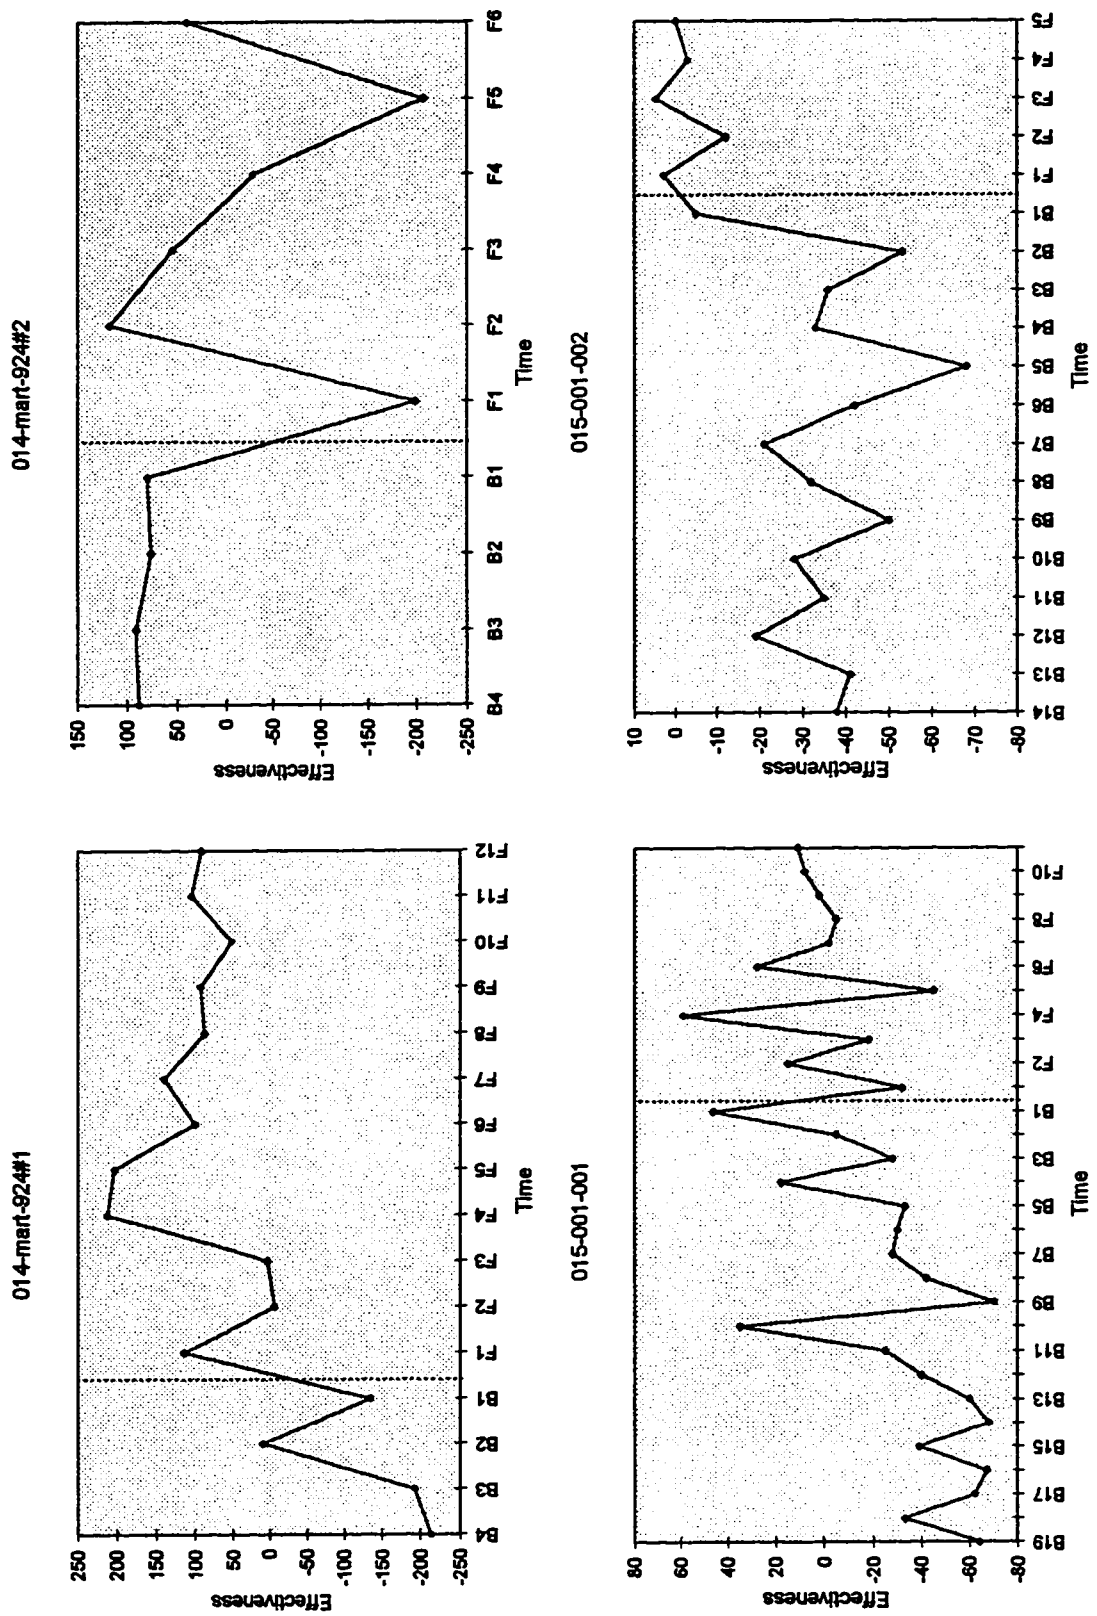 014-mart-924#1
Effectiveness
250
200
150
100
50
0
-50
-100
-150
-200
-250
B4
B3
B2
B1
F1
F2
F3
F4
F5
F6
F7
F8
F9
F10
F11
F12
Time
014-mart-924#2
Effectiveness
150
100
50
0
-50
-100
-150
-200
-250
B4
B3
B2
B1
F1
F2
F3
F4
F5
F6
Time
015-001-001
Effectiveness
80
60
40
20
0
-20
-40
-60
-80
B19
B17
B15
B13
B11
B9
B7
B5
B3
B1
F2
F4
F6
F8
F10
Time
015-001-002
Effectiveness
10
0
-10
-20
-30
-40
-50
-60
-70
-80
B14
B13
B12
B11
B10
B9
B8
B7
B6
B5
B4
B3
B2
B1
F1
F2
F3
F4
F5
Time